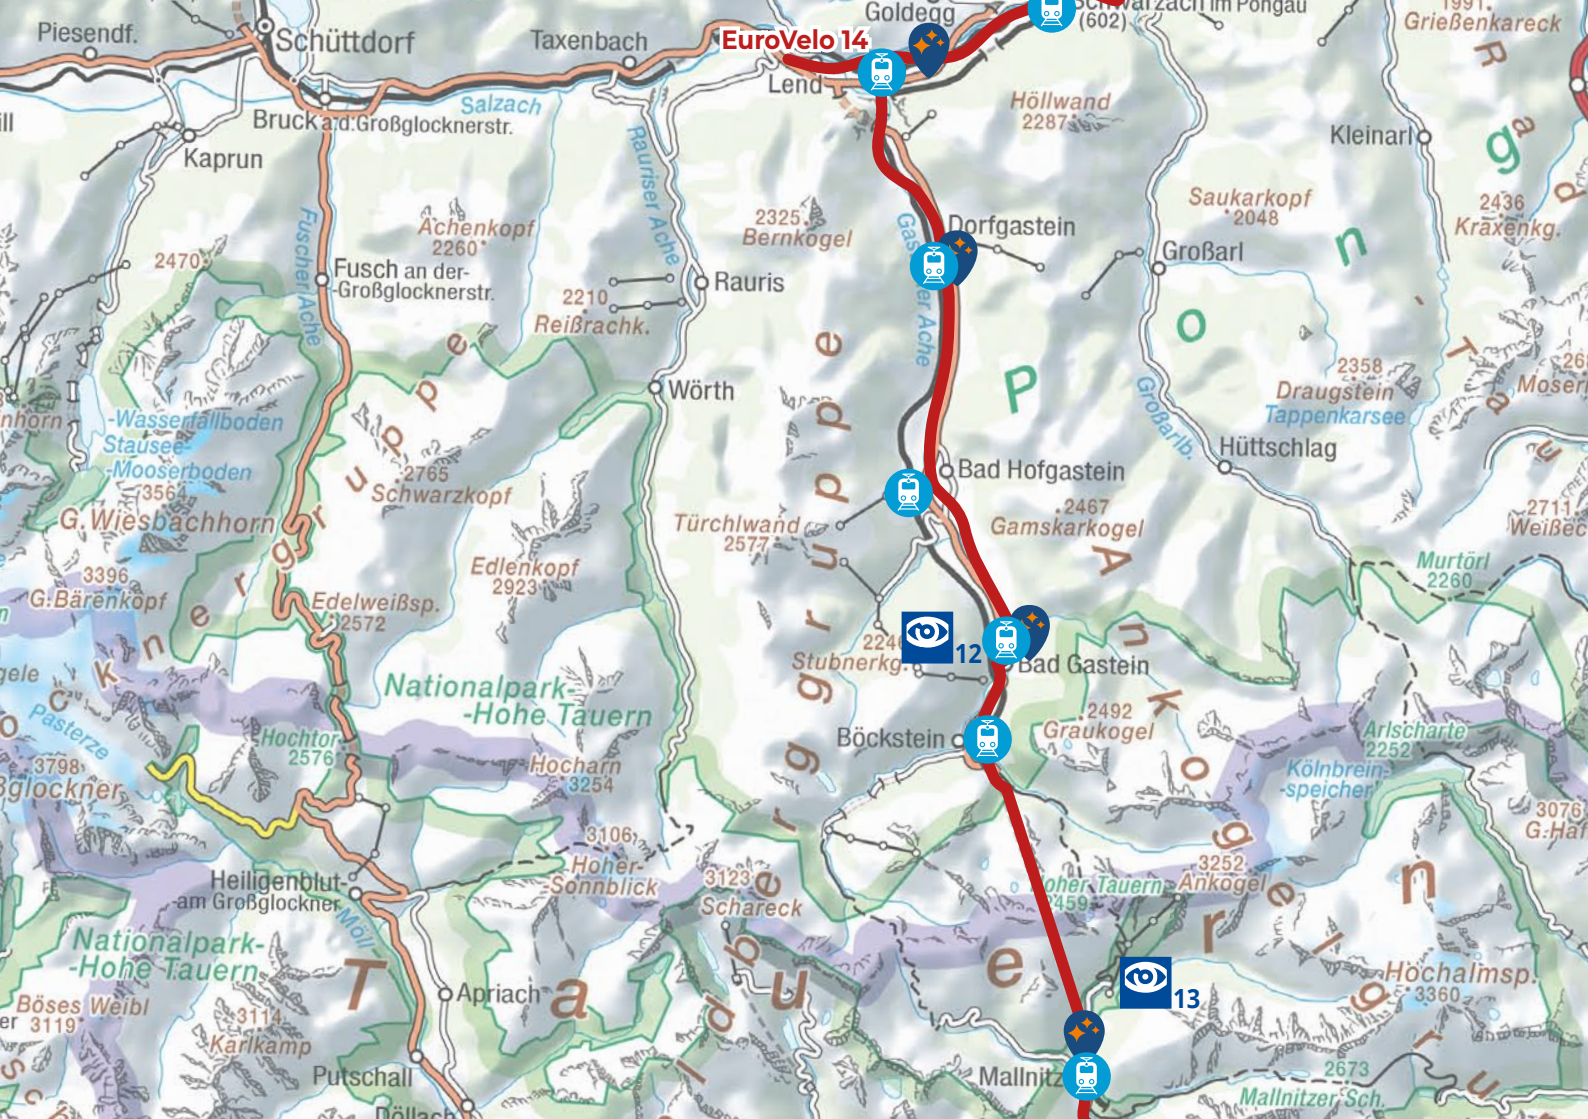 Piesendf.
Schüttdorf
Taxenbach
EuroVelo 14
Goldegg
Schwarzach im Pongau
(602)
1991
Grießenkareck
Lend
Salzach
Bruck a.d.Großglocknerstr.
Kaprun
Rauriser Ache
Höllwand
2287
Kleinarl
Fuscher Ache
Achenkopf
2260
2325
Bernkogel
Gasteiner Ache
Dorfgastein
Saukarkopf
2048
2436
Kraxenkg.
Großarl
2470
Fusch an der-
-Großglocknerstr.
Rauris
2210
Reißrachk.
Wörth
2358
Draugstein
Tappenkarsee
Großarlb.
Hüttschlag
-Wasserfallboden
Stausee-
-Mooserboden
3564
G.Wiesbachhorn
2765
Schwarzkopf
Türchlwand
2577
Bad Hofgastein
2467
Gamskarkogel
2711
Murtörl
2260
3396
G.Bärenkopf
Edlenkopf
2923
Edelweißsp.
2572
Stubnerkg.
12
Bad Gastein
Nationalpark-
-Hohe Tauern
Pasterze
Hochtor
2576
3798
Hocharn
3254
Böckstein
2492
Graukogel
Arlscharte
2252
Kölnbrein-
-speicher
3076
3106
Hoher-
Sonnblick
3123
Schareck
Hoher Tauern
2459
3252
Ankogel
Heiligenblut-
-am Großglockner
Möll
Nationalpark-
-Hohe Tauern
Böses Weibl
3119
3114
Karlkamp
Apriach
13
Hochalmsp.
3360
Putschall
Döllach
Mallnitz
2673
Mallnitzer Sch.
P o n g a u
T a u e r n
A n k o g e l g r u